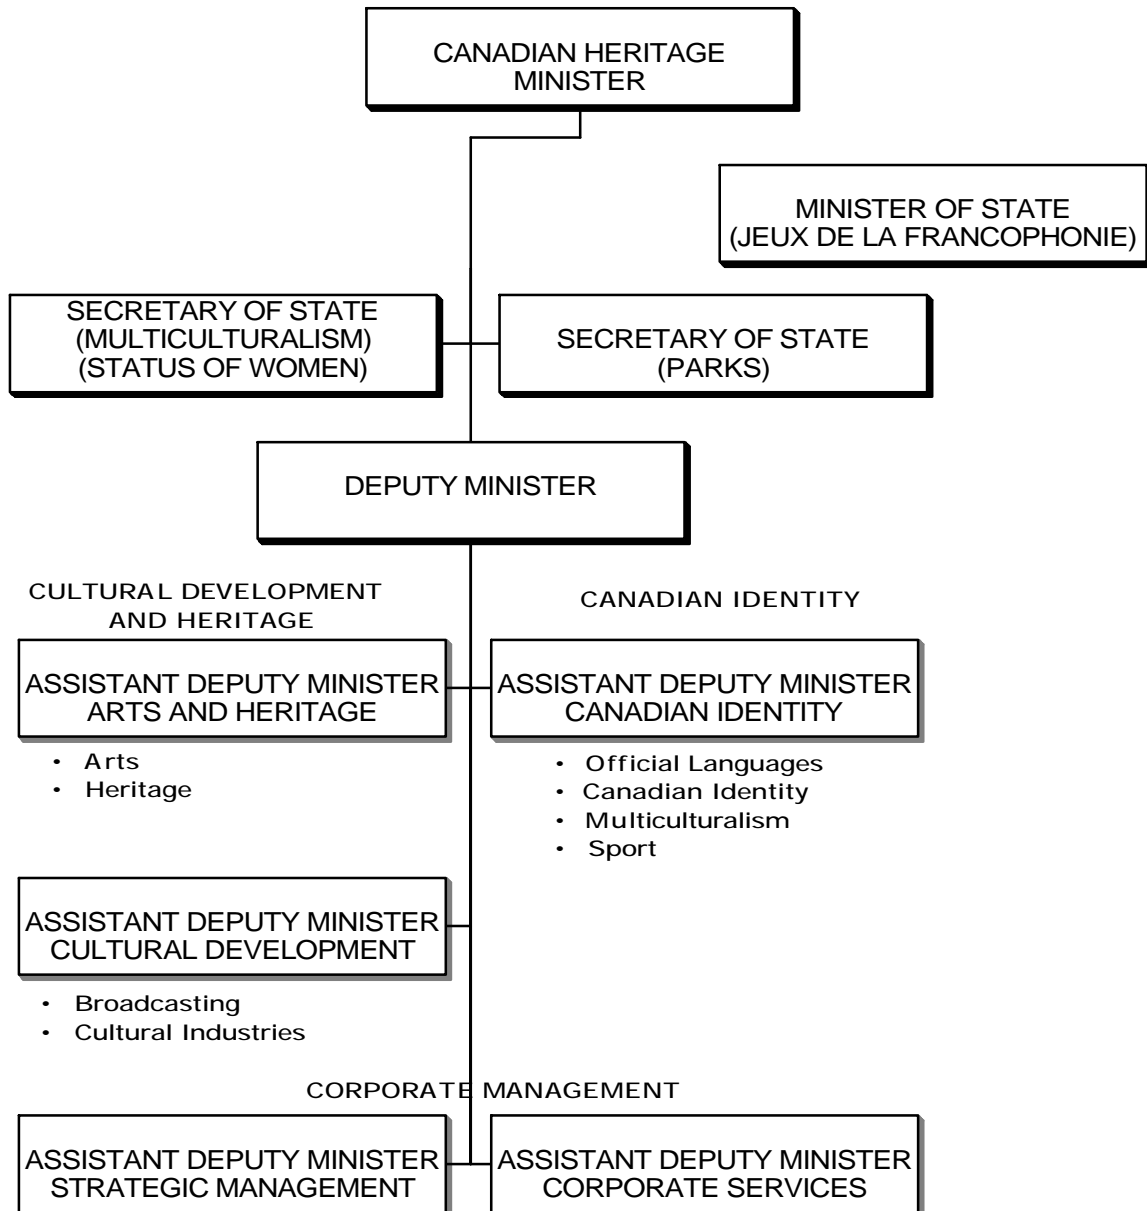 CANADIAN HERITAGE
MINISTER
MINISTER OF STATE
(JEUX DE LA FRANCOPHONIE)
SECRETARY OF STATE
(MULTICULTURALISM)
(STATUS OF WOMEN)
SECRETARY OF STATE
(PARKS)
DEPUTY MINISTER
CULTURAL DEVELOPMENT
AND HERITAGE
CANADIAN IDENTITY
ASSISTANT DEPUTY MINISTER
ARTS AND HERITAGE
ASSISTANT DEPUTY MINISTER
CANADIAN IDENTITY
• Arts
• Heritage
• Official Languages
• Canadian Identity
• Multiculturalism
• Sport
ASSISTANT DEPUTY MINISTER
CULTURAL DEVELOPMENT
• Broadcasting
• Cultural Industries
CORPORATE MANAGEMENT
ASSISTANT DEPUTY MINISTER
STRATEGIC MANAGEMENT
ASSISTANT DEPUTY MINISTER
CORPORATE SERVICES